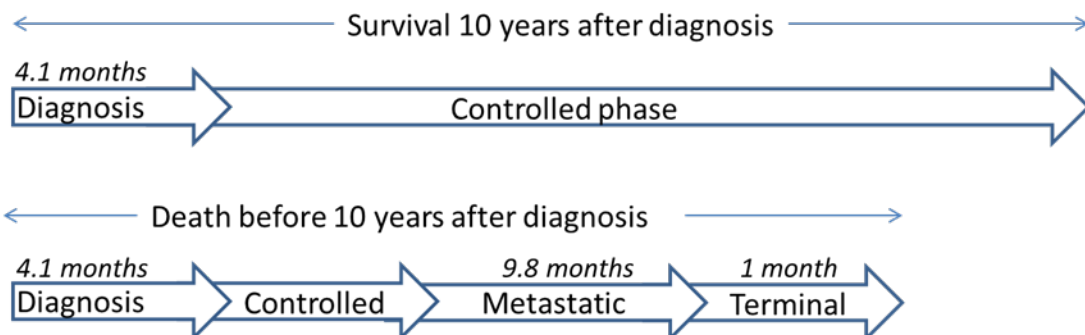 Survival 10 years after diagnosis
4.1 months
Diagnosis
Controlled phase
Death before 10 years after diagnosis
4.1 months
9.8 months
1 month
Diagnosis
Controlled
Metastatic
Terminal